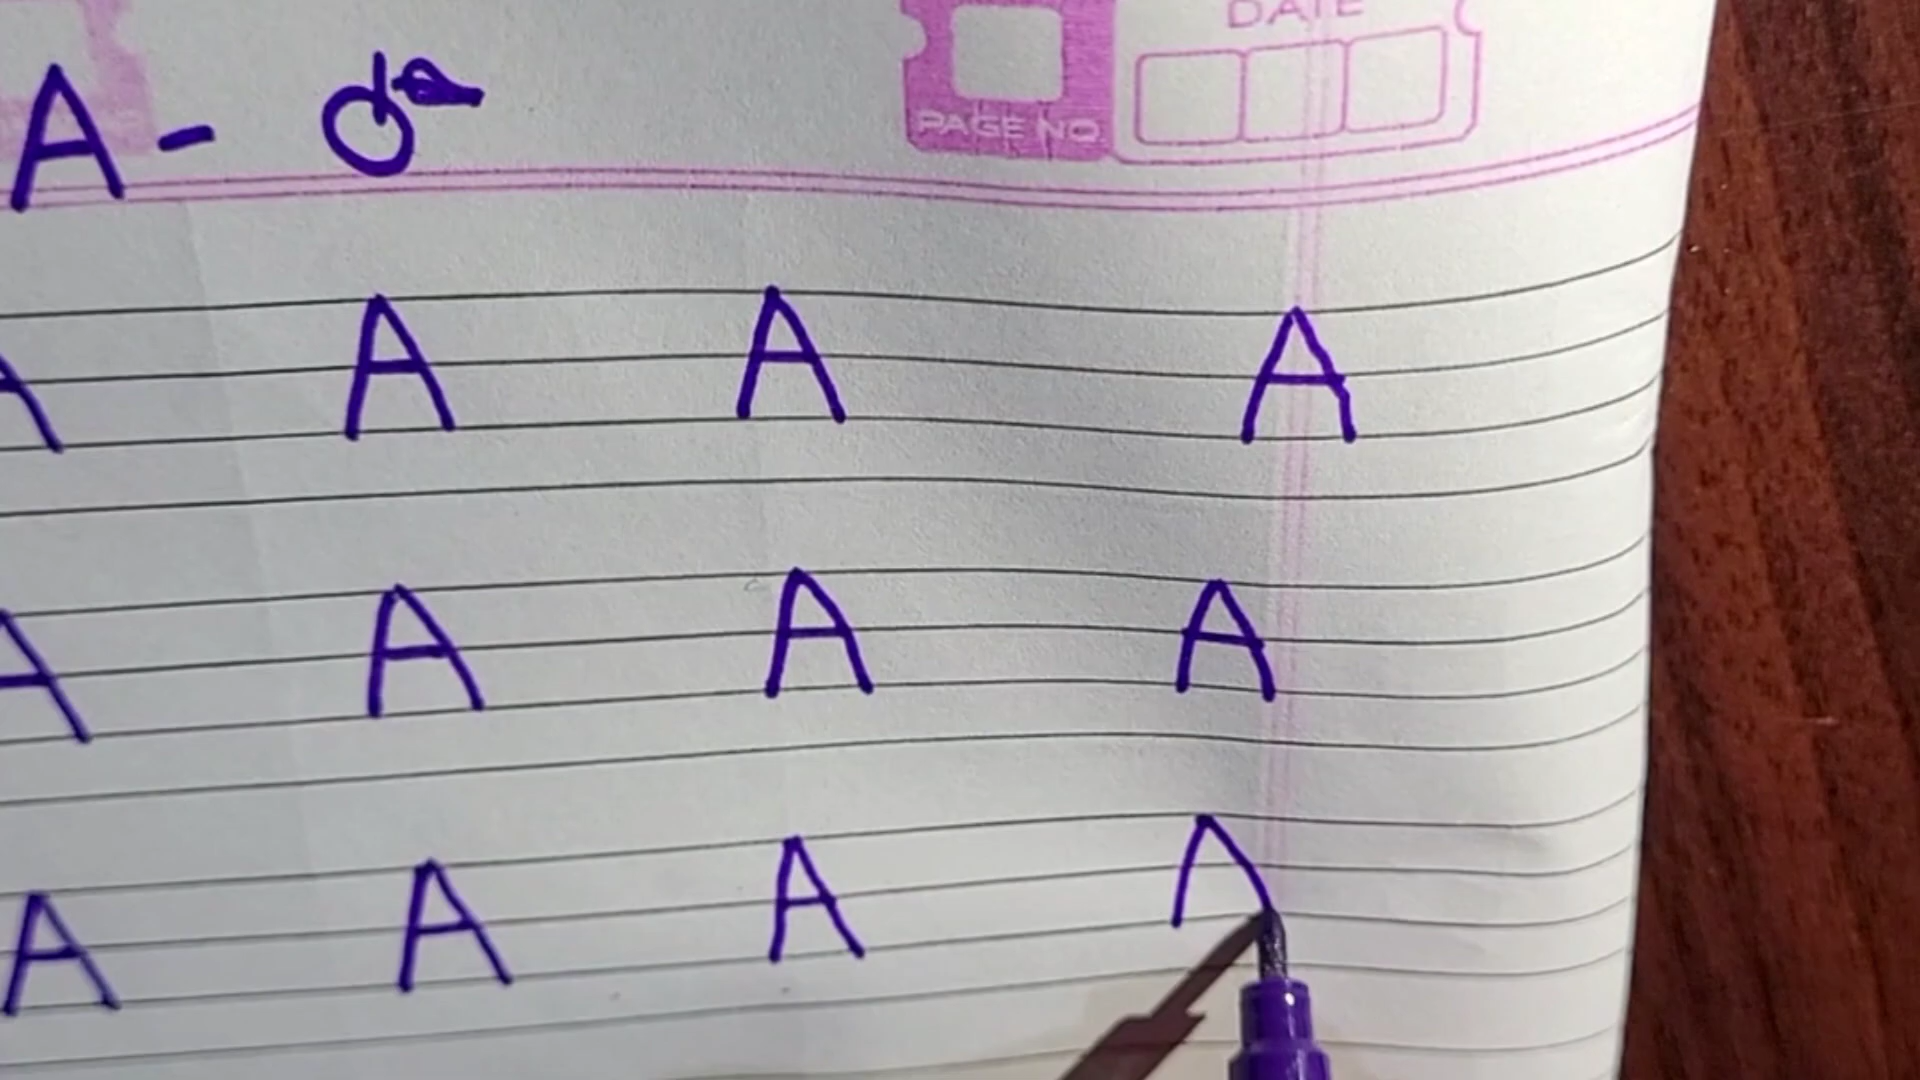 DATE
PAGE NO.
A -
A A A A
A A A A
A A A